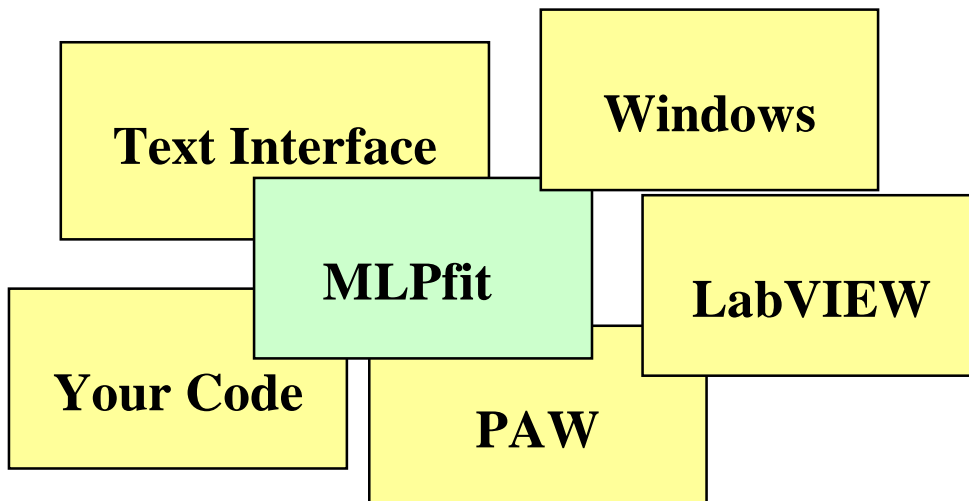 Windows
Text Interface
MLPfit
LabVIEW
Your Code
PAW